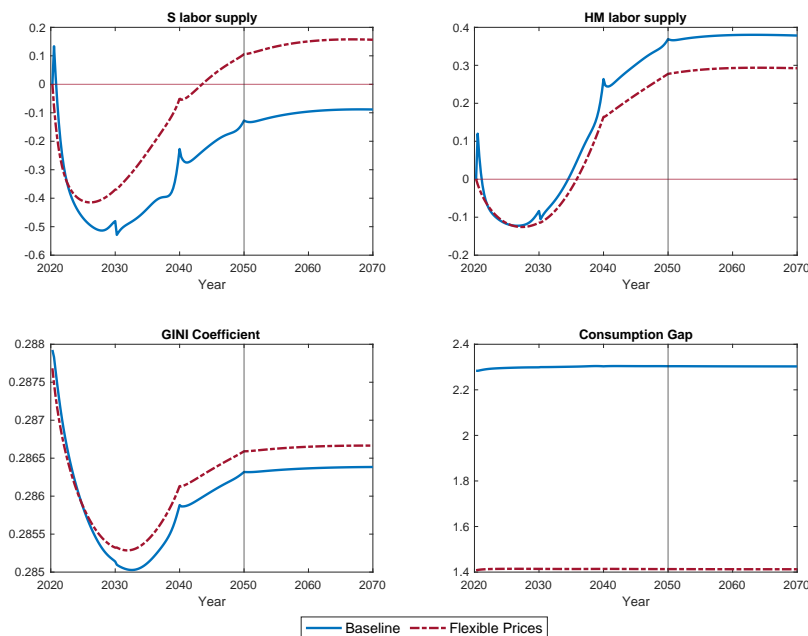 S labor supply
0.2
0.1
0
-0.1
-0.2
-0.3
-0.4
-0.5
-0.6
2020 2030 2040 2050 2060 2070
Year
HM labor supply
0.4
0.3
0.2
0.1
0
-0.1
-0.2
2020 2030 2040 2050 2060 2070
Year
GINI Coefficient
0.288
0.2875
0.287
0.2865
0.286
0.2855
0.285
2020 2030 2040 2050 2060 2070
Year
Consumption Gap
2.4
2.2
2
1.8
1.6
1.4
2020 2030 2040 2050 2060 2070
Year
Baseline Flexible Prices